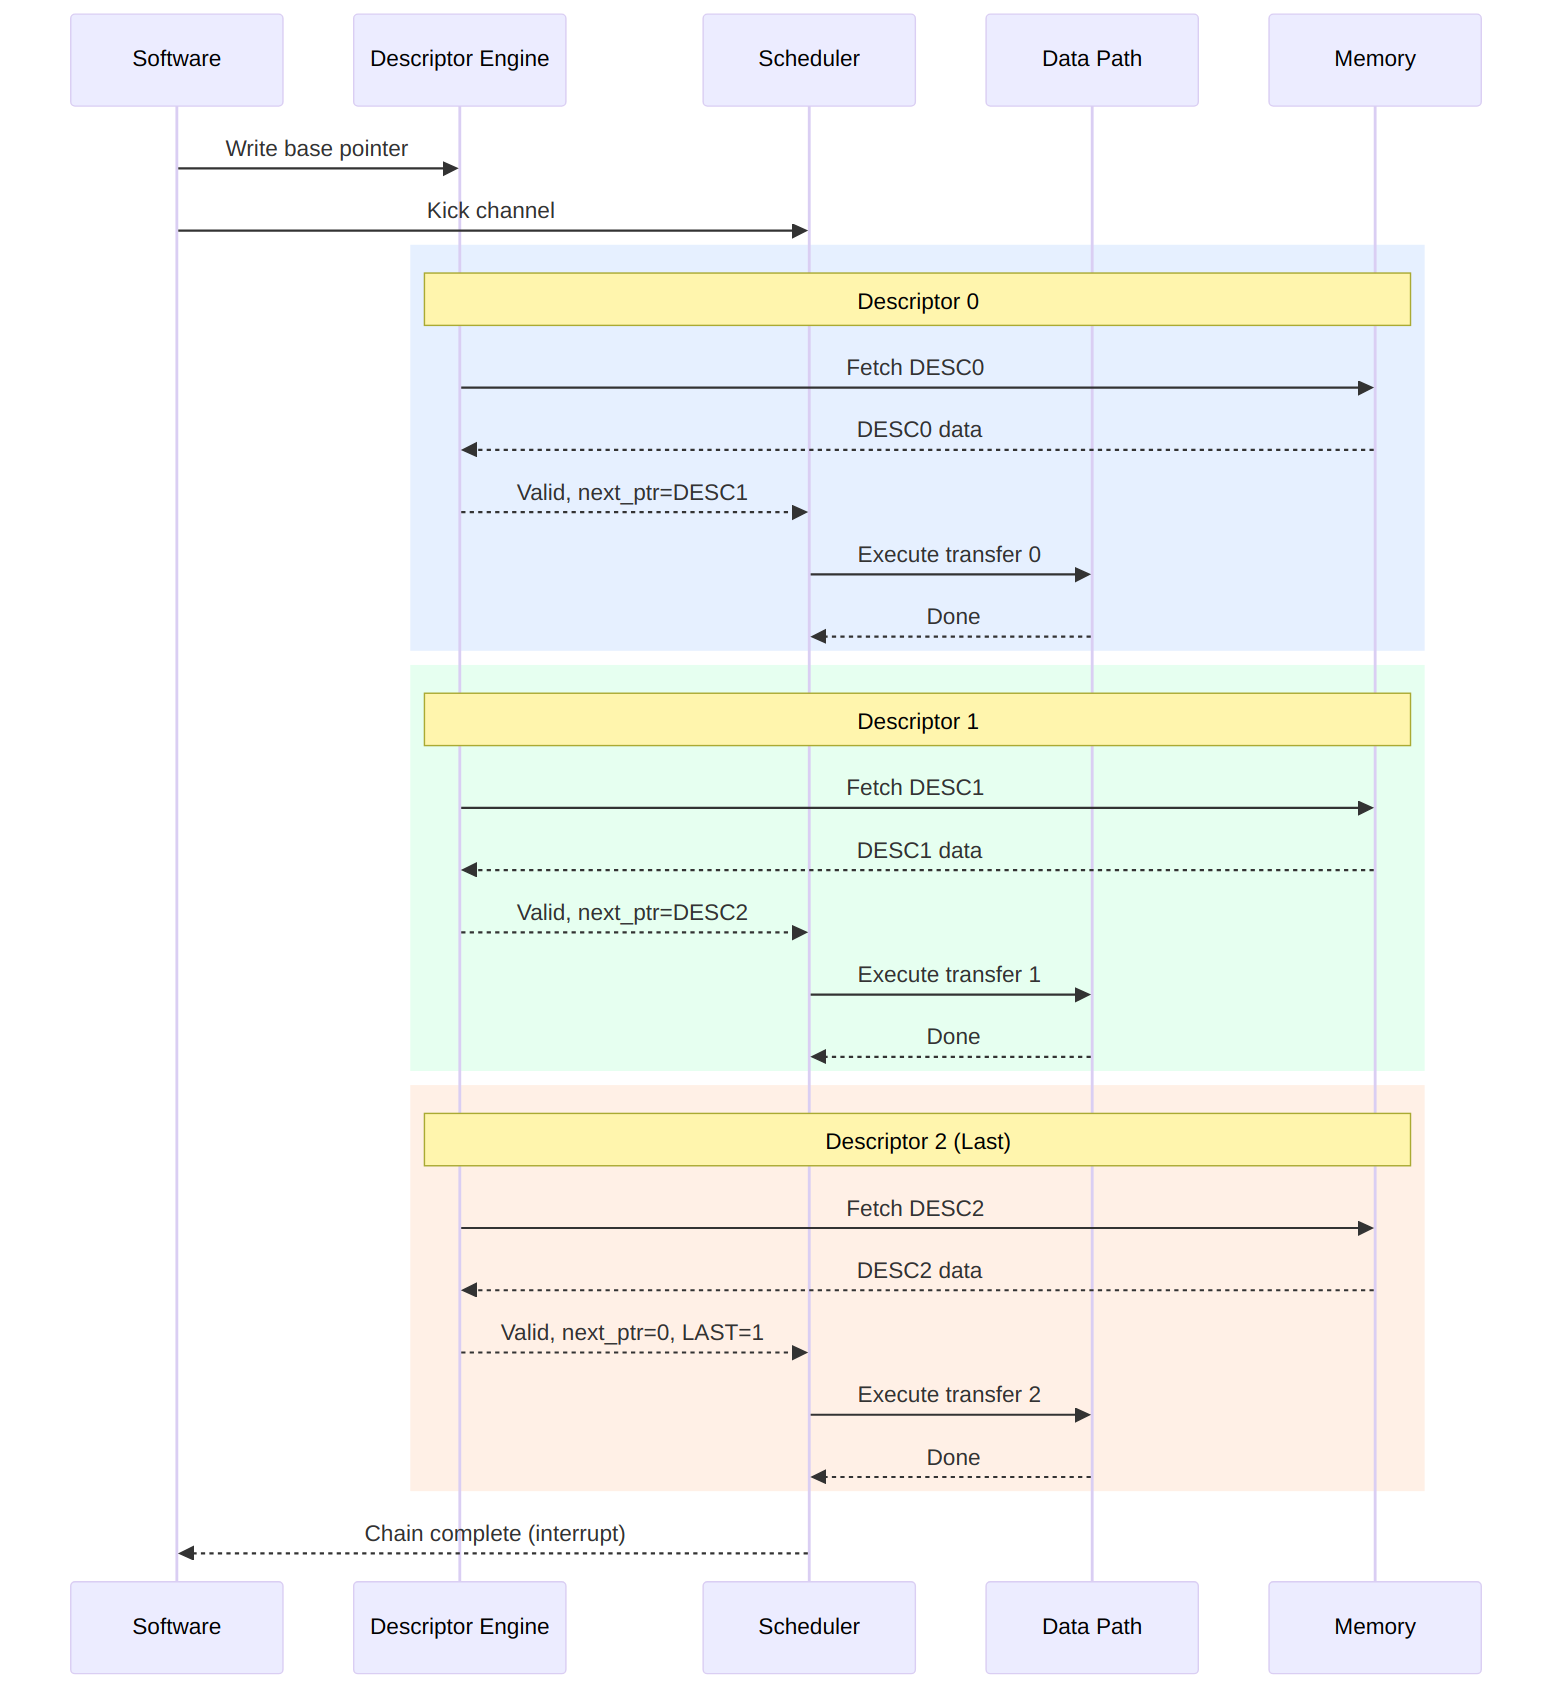 Software
Descriptor Engine
Scheduler
Data Path
Memory
Write base pointer
Kick channel
Descriptor 0
Fetch DESC0
DESC0 data
Valid, next_ptr=DESC1
Execute transfer 0
Done
Descriptor 1
Fetch DESC1
DESC1 data
Valid, next_ptr=DESC2
Execute transfer 1
Done
Descriptor 2 (Last)
Fetch DESC2
DESC2 data
Valid, next_ptr=0, LAST=1
Execute transfer 2
Done
Chain complete (interrupt)
Software
Descriptor Engine
Scheduler
Data Path
Memory